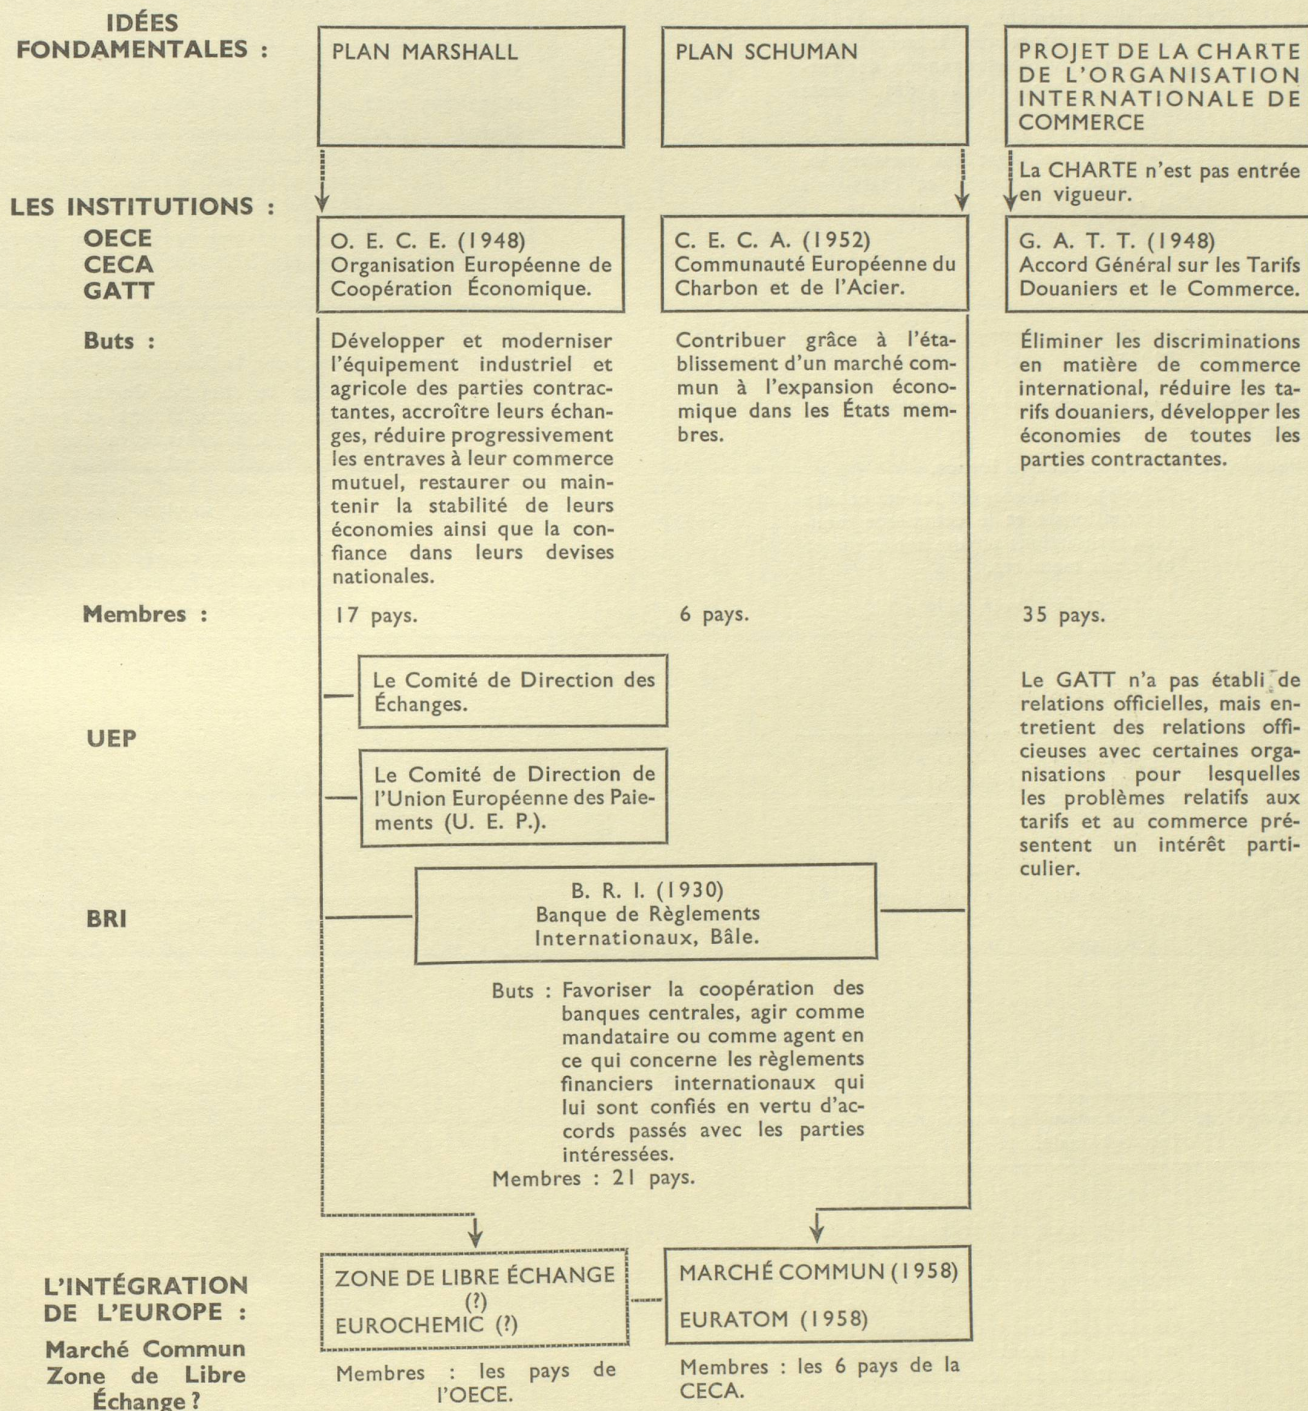 IDÉES
FONDAMENTALES :
PLAN MARSHALL
PLAN SCHUMAN
PROJET DE LA CHARTE
DE L'ORGANISATION
INTERNATIONALE DE
COMMERCE
La CHARTE n'est pas entrée
en vigueur.
LES INSTITUTIONS :
OECE
CECA
GATT
O. E. C. E. (1948)
Organisation Européenne de
Coopération Économique.
C. E. C. A. (1952)
Communauté Européenne du
Charbon et de l'Acier.
G. A. T. T. (1948)
Accord Général sur les Tarifs
Douaniers et le Commerce.
Buts :
Développer et moderniser
l'équipement industriel et
agricole des parties contrac-
tantes, accroître leurs échan-
ges, réduire progressivement
les entraves à leur commerce
mutuel, restaurer ou main-
tenir la stabilité de leurs
économies ainsi que la con-
fiance dans leurs devises
nationales.
Contribuer grâce à l'éta-
blissement d'un marché com-
mun à l'expansion écono-
mique dans les États mem-
bres.
Éliminer les discriminations
en matière de commerce
international, réduire les ta-
rifs douaniers, développer les
économies de toutes les
parties contractantes.
Membres :
17 pays.
6 pays.
35 pays.
Le Comité de Direction des
Échanges.
UEP
Le Comité de Direction de
l'Union Européenne des Paie-
ments (U. E. P.).
Le GATT n'a pas établi de
relations officielles, mais en-
tretient des relations offi-
cieuses avec certaines orga-
nisations pour lesquelles
les problèmes relatifs aux
tarifs et au commerce pré-
sentent un intérêt parti-
culier.
BRI
B. R. I. (1930)
Banque de Règlements
Internationaux, Bâle.
Buts : Favoriser la coopération des
banques centrales, agir comme
mandataire ou comme agent en
ce qui concerne les règlements
financiers internationaux qui
lui sont confiés en vertu d'ac-
cords passés avec les parties
intéressées.
Membres : 21 pays.
L'INTÉGRATION
DE L'EUROPE :
Marché Commun
Zone de Libre
Échange ?
ZONE DE LIBRE ÉCHANGE
(?)
EUROCHEMIC (?)
Membres : les pays de
l'OECE.
MARCHÉ COMMUN (1958)
EURATOM (1958)
Membres : les 6 pays de la
CECA.